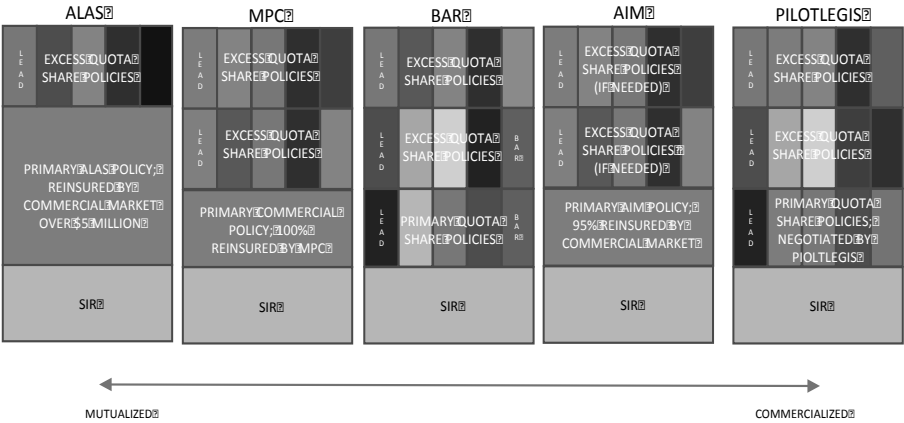 ALAS
MPC
BAR
AIM
PILOTLEGIS
LEAD
EXCESS QUOTA
SHARE POLICIES
PRIMARY ALAS POLICY;
REINSURED BY
COMMERCIAL MARKET
OVER $5 MILLION
SIR
LEAD
EXCESS QUOTA
SHARE POLICIES
LEAD
EXCESS QUOTA
SHARE POLICIES
PRIMARY COMMERCIAL
POLICY; 100%
REINSURED BY MPC
SIR
LEAD
EXCESS QUOTA
SHARE POLICIES
LEAD
EXCESS QUOTA
SHARE POLICIES
BAR
LEAD
PRIMARY QUOTA
SHARE POLICIES
BAR
SIR
LEAD
EXCESS QUOTA
SHARE POLICIES
(IF NEEDED)
LEAD
EXCESS QUOTA
SHARE POLICIES
(IF NEEDED)
PRIMARY AIM POLICY;
95% REINSURED BY
COMMERCIAL MARKET
SIR
LEAD
EXCESS QUOTA
SHARE POLICIES
LEAD
EXCESS QUOTA
SHARE POLICIES
LEAD
PRIMARY QUOTA
SHARE POLICIES;
NEGOTIATED BY
PIOLTLEGIS
SIR
MUTUALIZED
COMMERCIALIZED